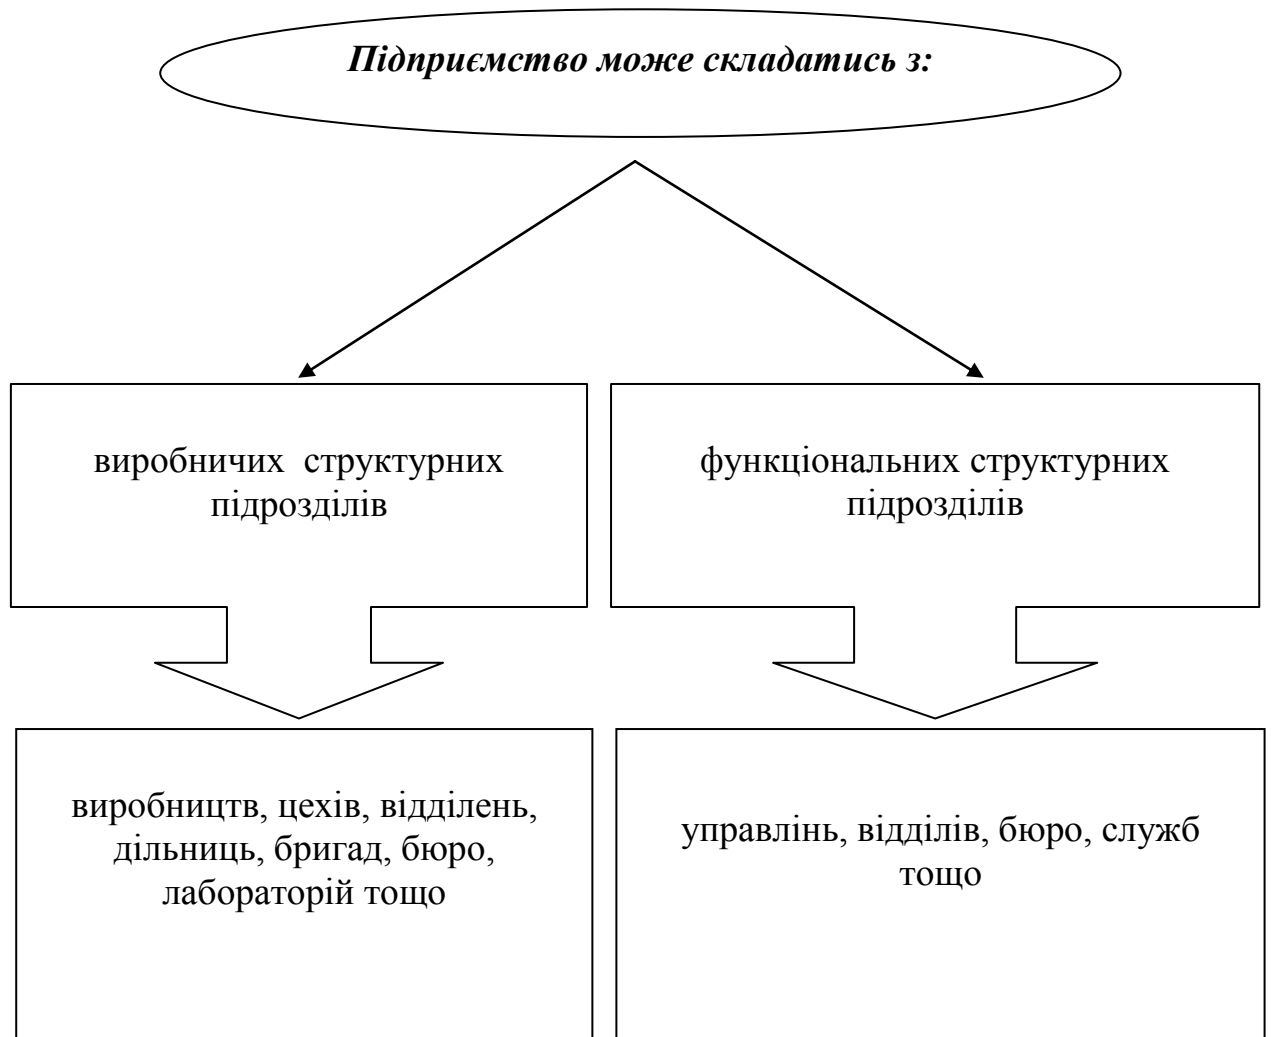 Підприємство може складатись з:
виробничих структурних
підрозділів
функціональних структурних
підрозділів
виробництв, цехів, відділень,
дільниць, бригад, бюро,
лабораторій тощо
управлінь, відділів, бюро, служб
тощо